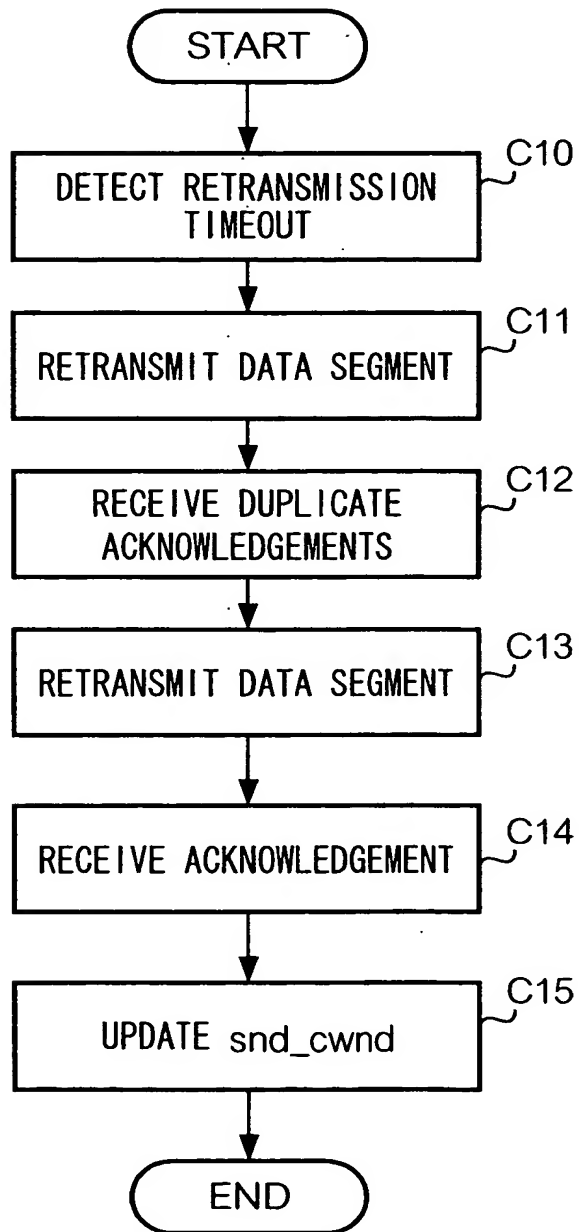 START
C10
DETECT RETRANSMISSION
TIMEOUT
C11
RETRANSMIT DATA SEGMENT
C12
RECEIVE DUPLICATE
ACKNOWLEDGEMENTS
C13
RETRANSMIT DATA SEGMENT
C14
RECEIVE ACKNOWLEDGEMENT
C15
UPDATE snd_cwnd
END